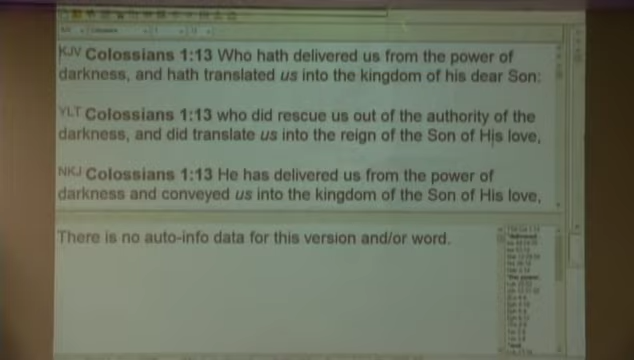 KJV Colossians 1:13 Who hath delivered us from the power of
darkness, and hath translated us into the kingdom of his dear Son:
YLT Colossians 1:13 who did rescue us out of the authority of the
darkness, and did translate us into the reign of the Son of His love,
NKJ Colossians 1:13 He has delivered us from the power of
darkness and conveyed us into the kingdom of the Son of His love,
There is no auto-info data for this version and/or word.